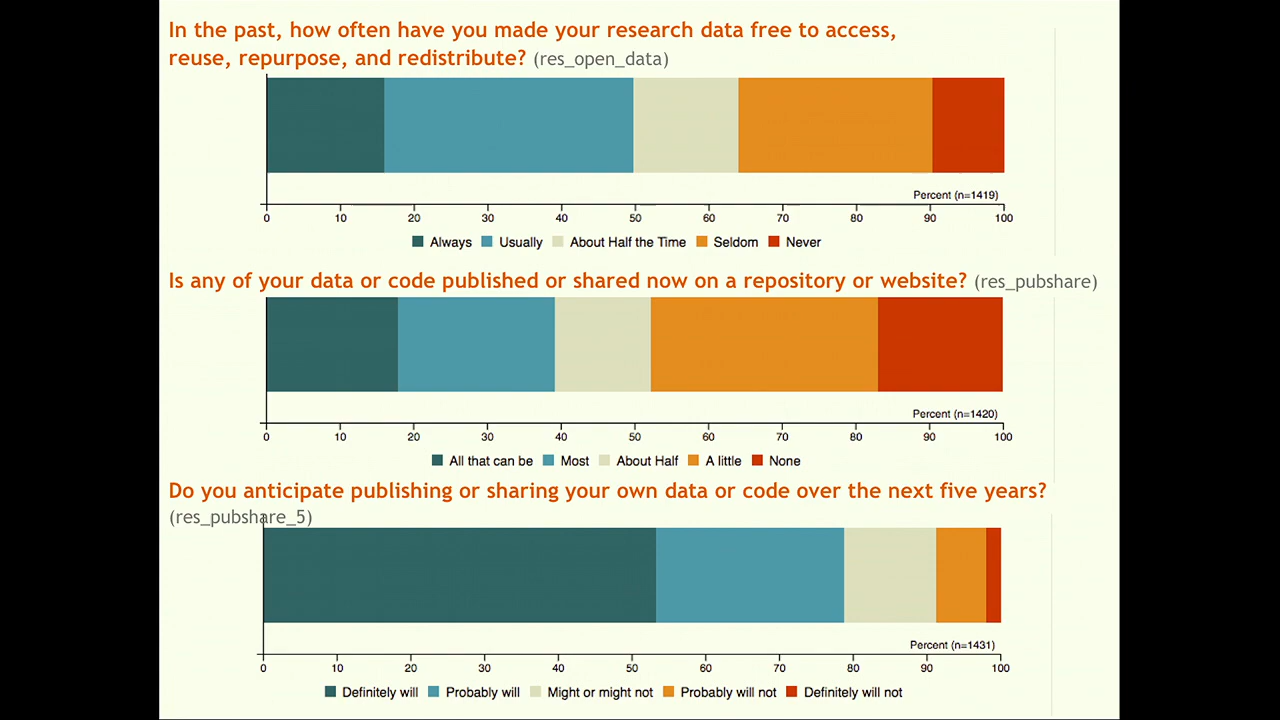 In the past, how often have you made your research data free to access,
reuse, repurpose, and redistribute? (res_open_data)
Percent (n=1419)
0 10 20 30 40 50 60 70 80 90 100
Always Usually About Half the Time Seldom Never
Is any of your data or code published or shared now on a repository or website? (res_pubshare)
Percent (n=1420)
0 10 20 30 40 50 60 70 80 90 100
All that can be Most About Half A little None
Do you anticipate publishing or sharing your own data or code over the next five years?
(res_pubshare_5)
Percent (n=1431)
0 10 20 30 40 50 60 70 80 90 100
Definitely will Probably will Might or might not Probably will not Definitely will not